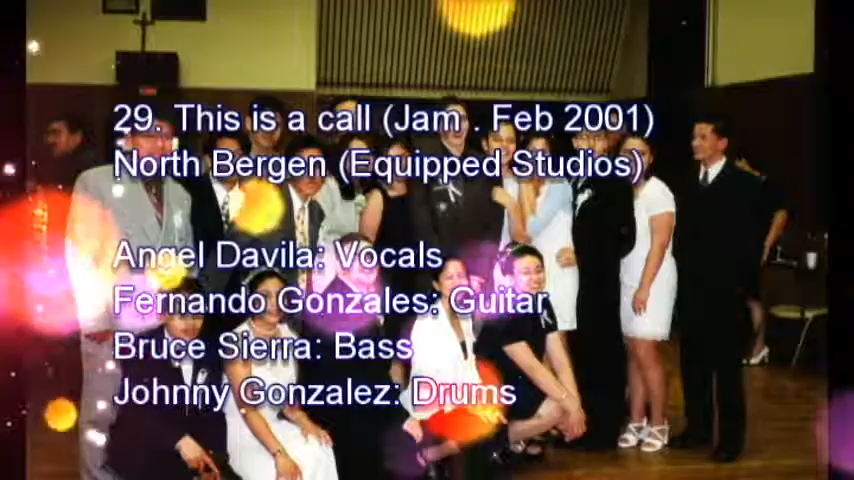 29. This is a call (Jam . Feb 2001)
North Bergen (Equipped Studios)
Angel Davila: Vocals
Fernando Gonzales: Guitar
Bruce Sierra: Bass
Johnny Gonzalez: Drums